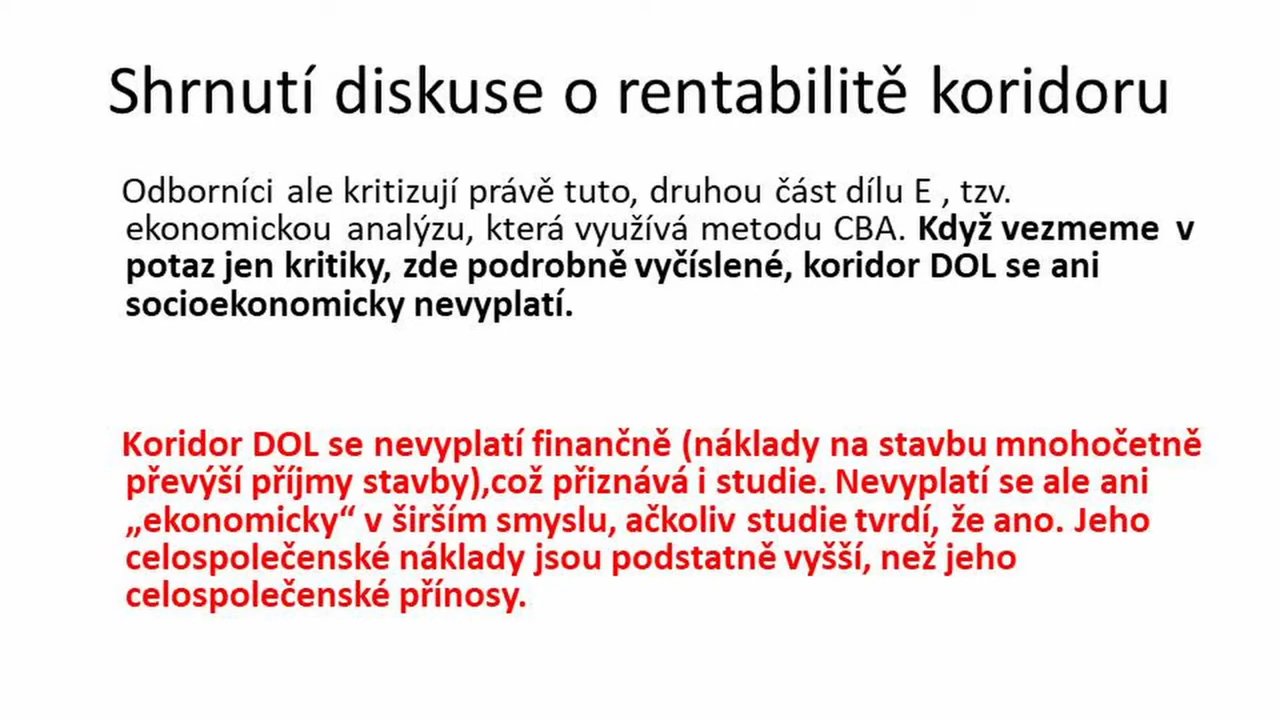 Shrnutí diskuse o rentabilitě koridoru
Odborníci ale kritizují právě tuto, druhou část dílu E , tzv.
ekonomickou analýzu, která využívá metodu CBA. Když vezmeme v
potaz jen kritiky, zde podrobně vyčíslené, koridor DOL se ani
socioekonomicky nevyplatí.
Koridor DOL se nevyplatí finančně (náklady na stavbu mnohočetně
převýší příjmy stavby),což přiznává i studie. Nevyplatí se ale ani
„ekonomicky“ v širším smyslu, ačkoliv studie tvrdí, že ano. Jeho
celospolečenské náklady jsou podstatně vyšší, než jeho
celospolečenské přínosy.